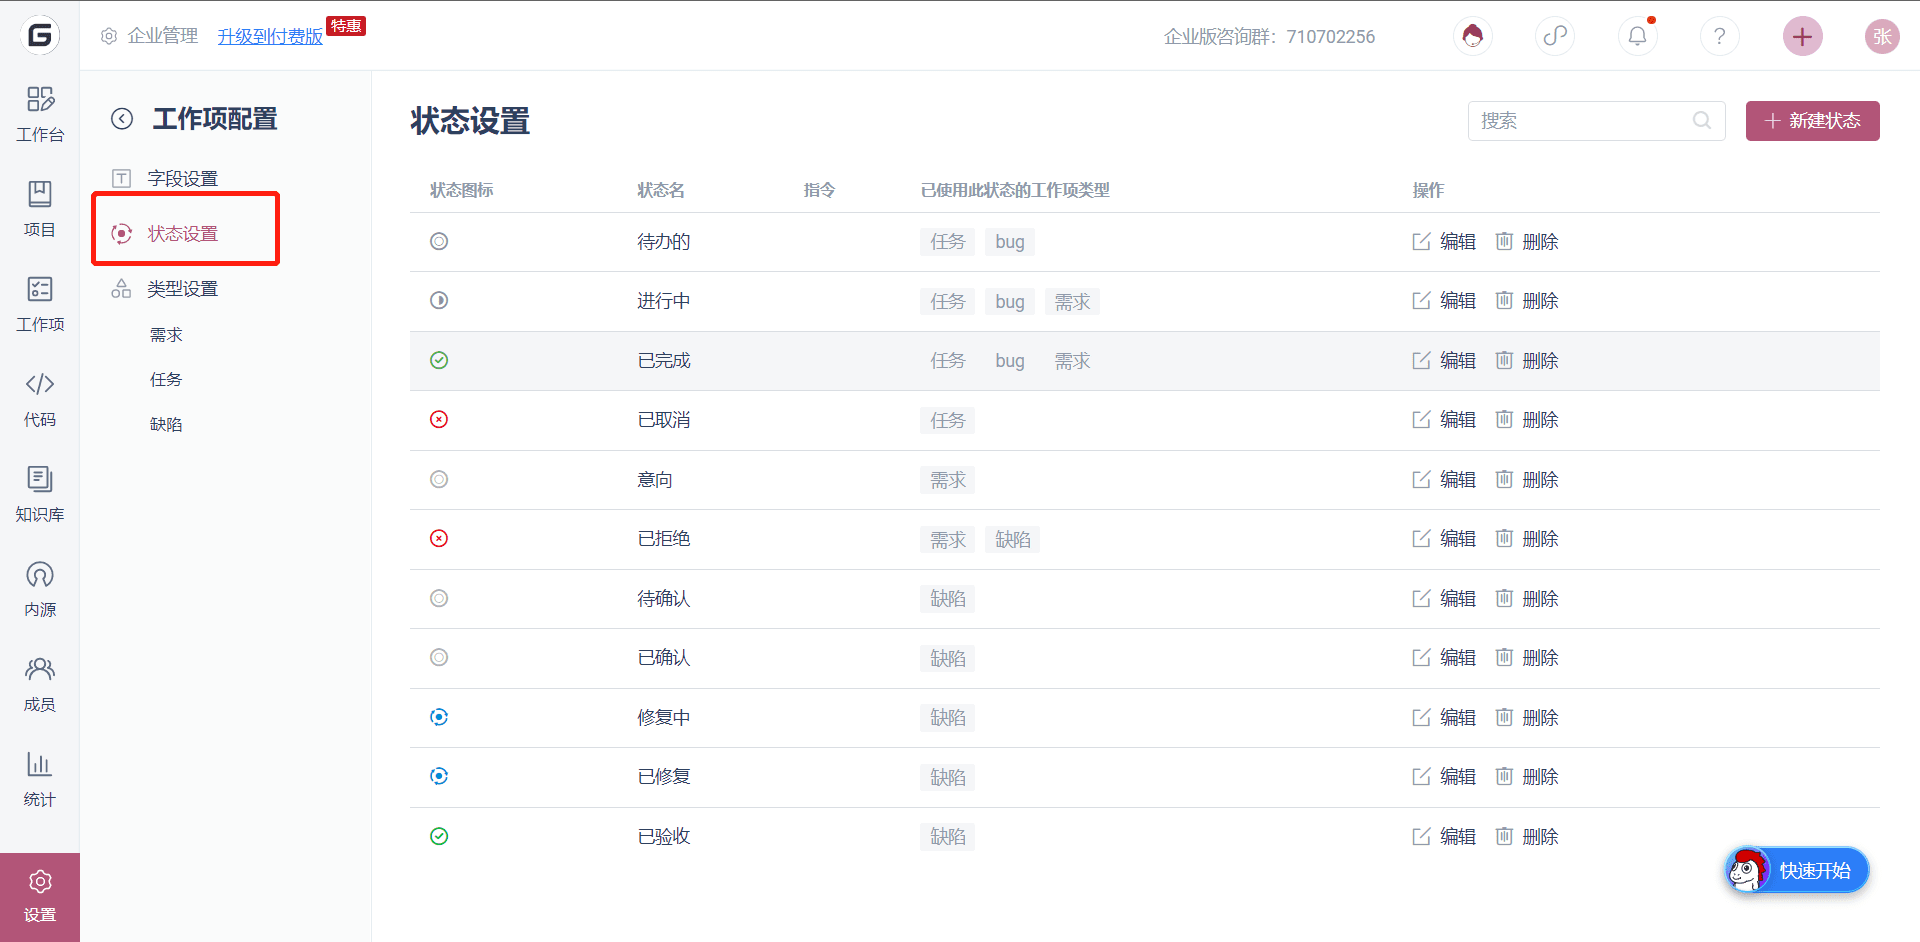 G
企业管理 升级到付费版 特惠
企业版咨询群：710702256
?
张
工作台
项目
工作项
代码
知识库
内源
成员
统计
设置
工作项配置
字段设置
状态设置
类型设置
需求
任务
缺陷
状态设置
搜索
新建状态
状态图标 状态名 指令 已使用此状态的工作项类型 操作
待办的 任务 bug 编辑 删除
进行中 任务 bug 需求 编辑 删除
已完成 任务 bug 需求 编辑 删除
已取消 任务 编辑 删除
意向 需求 编辑 删除
已拒绝 需求 缺陷 编辑 删除
待确认 缺陷 编辑 删除
已确认 缺陷 编辑 删除
修复中 缺陷 编辑 删除
已修复 缺陷 编辑 删除
已验收 缺陷 编辑 删除
快速开始